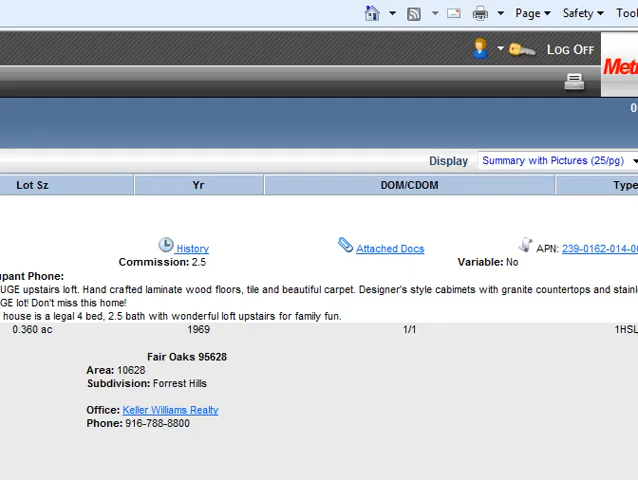 Page Safety Tool
LOG OFF
Met
0
Display Summary with Pictures (25/pg)
Lot Sz Yr DOM/CDOM Type
History Attached Docs APN: 239-0162-014-00
Commission: 2.5 Variable: No
upant Phone:
UGE upstairs loft. Hand crafted laminate wood floors, tile and beautiful carpet. Designer's style cabinets with granite countertops and stainl
GE lot! Don't miss this home!
house is a legal 4 bed, 2.5 bath with wonderful loft upstairs for family fun.
0.360 ac 1969 1/1 1HSL
Fair Oaks 95628
Area: 10628
Subdivision: Forrest Hills
Office: Keller Williams Realty
Phone: 916-788-8800